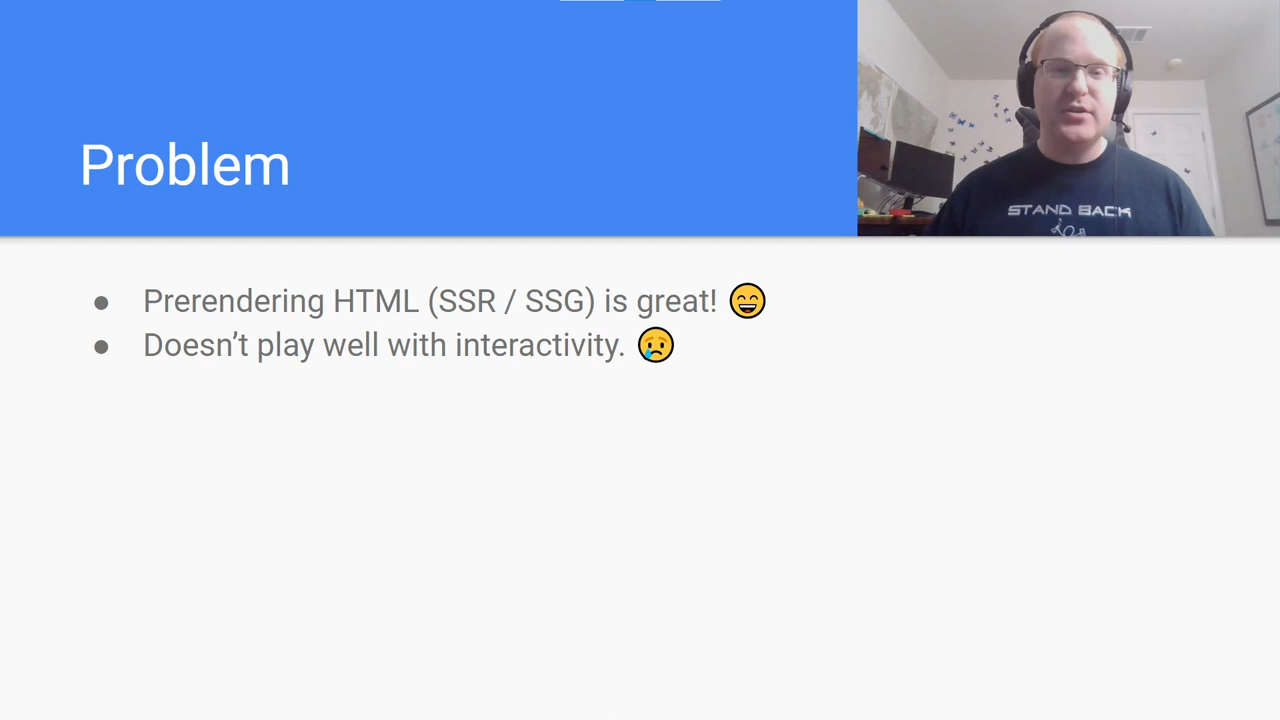 Problem
STAND BACK
● Prerendering HTML (SSR / SSG) is great! 😄
● Doesn’t play well with interactivity. 😢